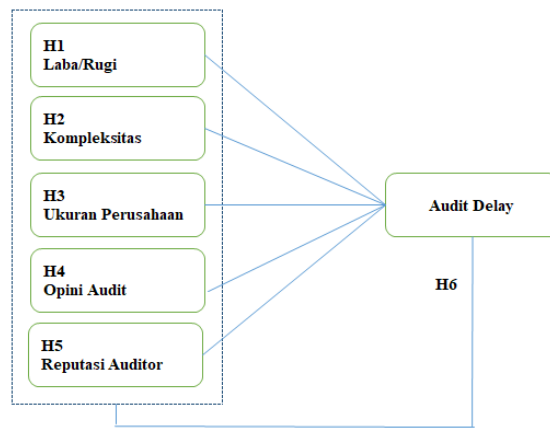 H1
Laba/Rugi
H2
Kompleksitas
H3
Ukuran Perusahaan
H4
Opini Audit
H5
Reputasi Auditor
Audit Delay
H6